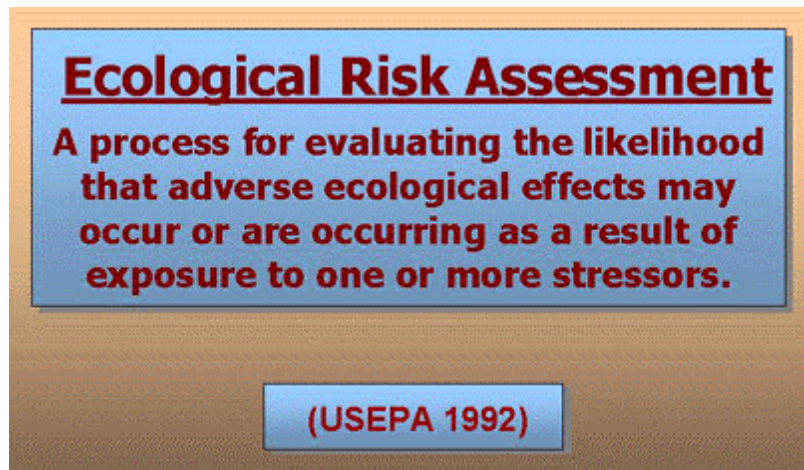 Ecological Risk Assessment
A process for evaluating the likelihood
that adverse ecological effects may
occur or are occurring as a result of
exposure to one or more stressors.
(USEPA 1992)